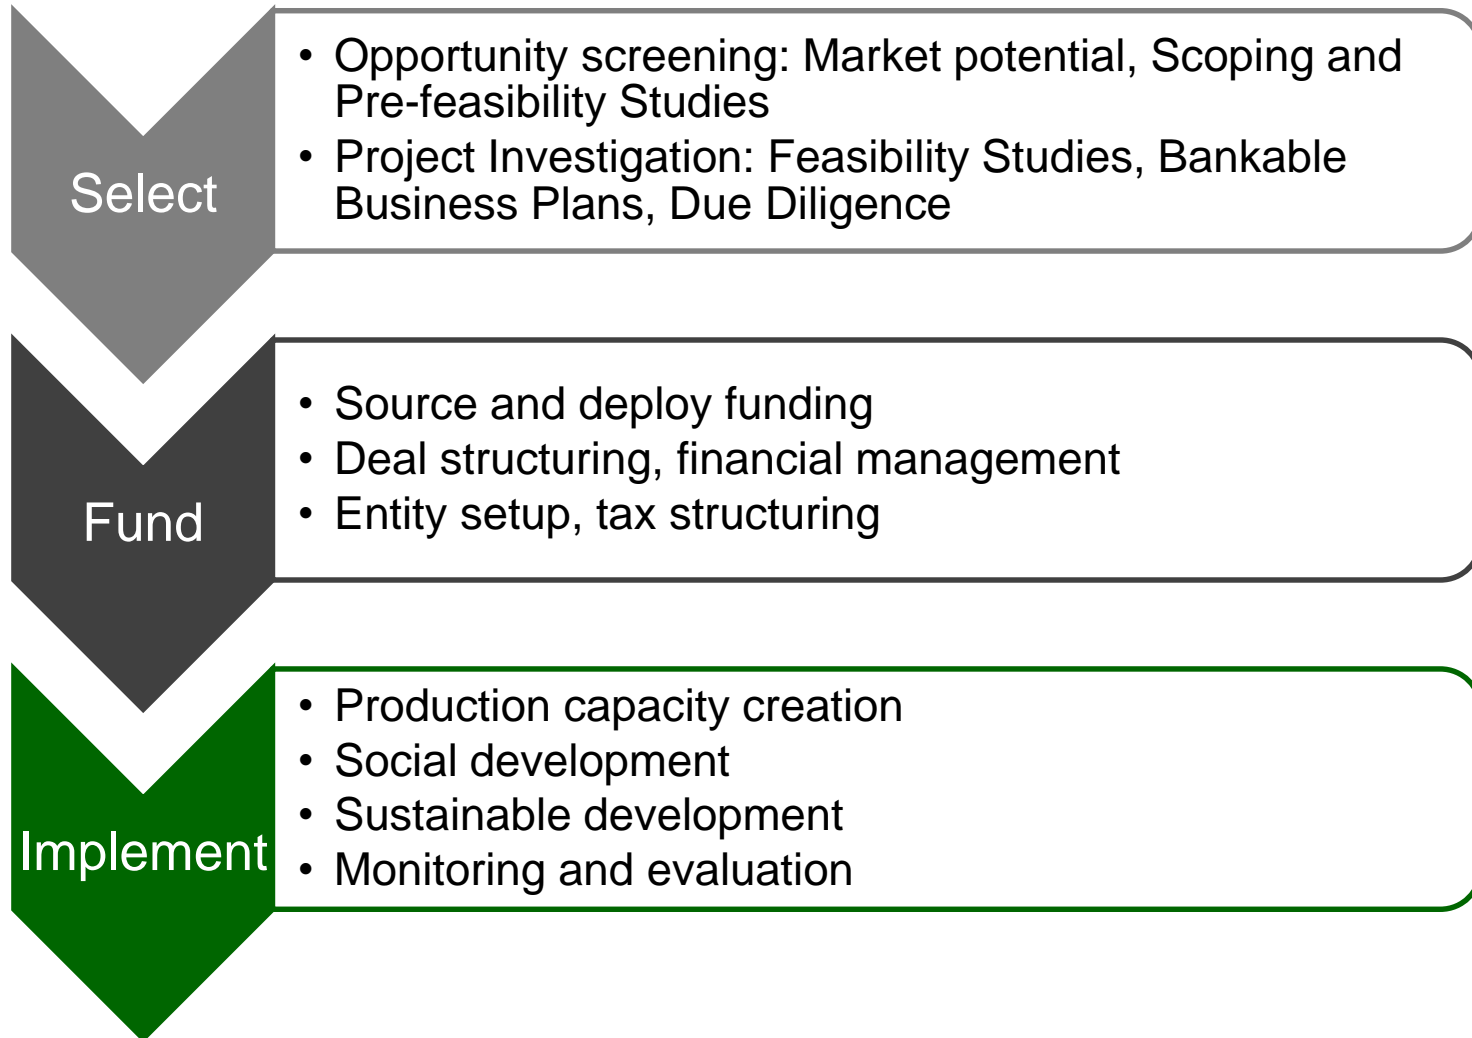 Select
• Opportunity screening: Market potential, Scoping and
Pre-feasibility Studies
• Project Investigation: Feasibility Studies, Bankable
Business Plans, Due Diligence
Fund
• Source and deploy funding
• Deal structuring, financial management
• Entity setup, tax structuring
Implement
• Production capacity creation
• Social development
• Sustainable development
• Monitoring and evaluation